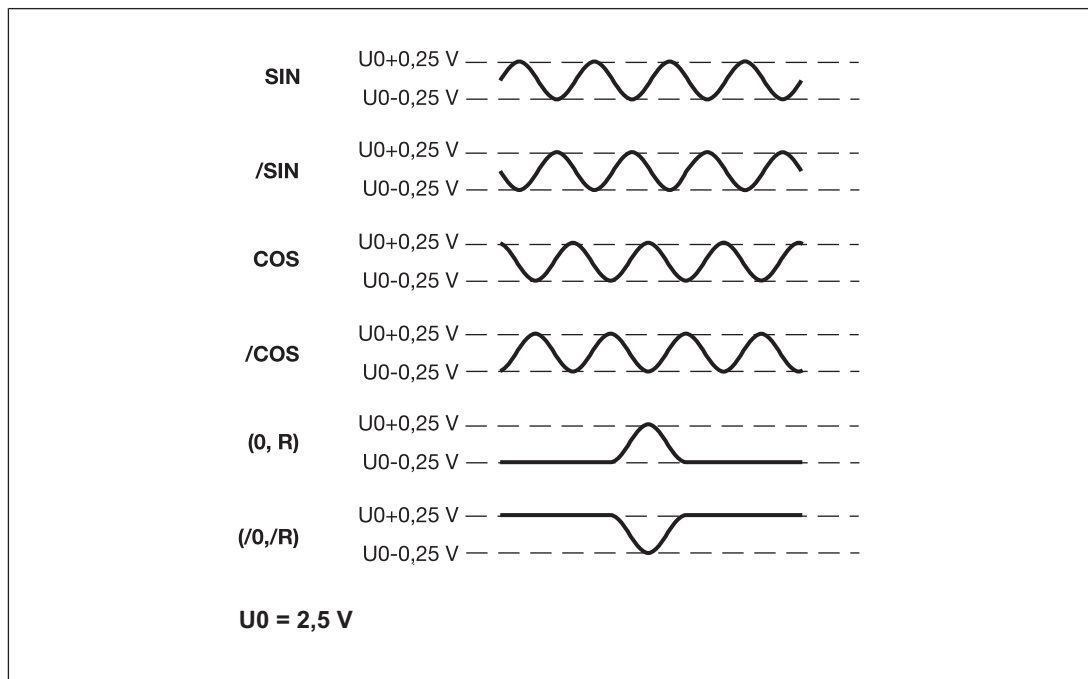 SIN
U0+0,25 V
U0-0,25 V
/SIN
U0+0,25 V
U0-0,25 V
COS
U0+0,25 V
U0-0,25 V
/COS
U0+0,25 V
U0-0,25 V
(0, R)
U0+0,25 V
U0-0,25 V
(/0,/R)
U0+0,25 V
U0-0,25 V
U0 = 2,5 V